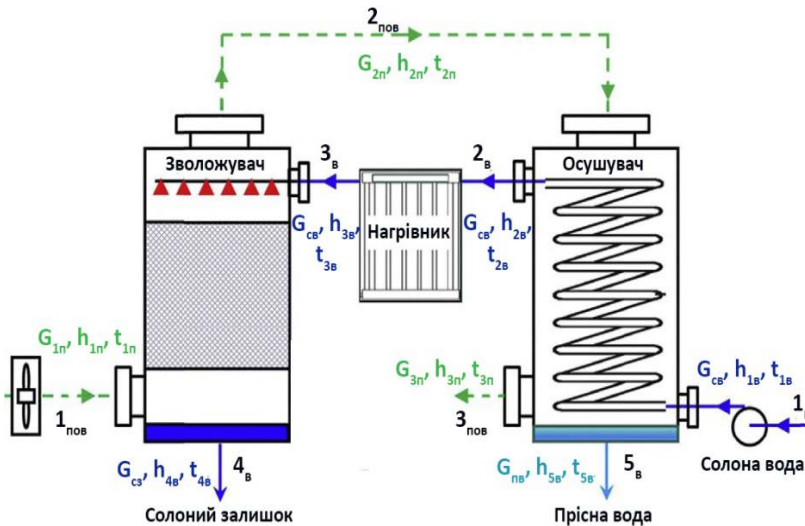 2пов
G2п, h2п, t2п
Зволожувач
3в
2в
Осушувач
Gсв, h3в,
t3в
Нагрівник
Gсв, h2в,
t2в
G1п, h1п, t1п
1пов
G3п, h3п, t3п
3пов
Gсв, h1в, t1в
1
Солона вода
Gсз, h4в, t4в
4в
Солоний залишок
Gпв, h5в, t5в
5в
Прісна вода